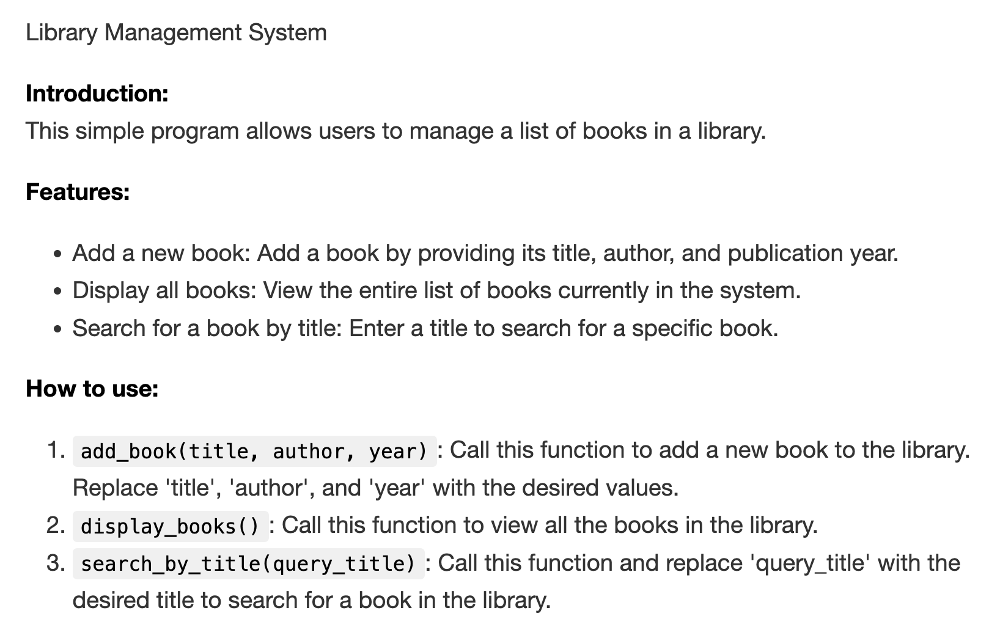 Library Management System
Introduction:
This simple program allows users to manage a list of books in a library.
Features:
• Add a new book: Add a book by providing its title, author, and publication year.
• Display all books: View the entire list of books currently in the system.
• Search for a book by title: Enter a title to search for a specific book.
How to use:
1. add_book(title, author, year) : Call this function to add a new book to the library.
Replace 'title', 'author', and 'year' with the desired values.
2. display_books() : Call this function to view all the books in the library.
3. search_by_title(query_title) : Call this function and replace 'query_title' with the
desired title to search for a book in the library.